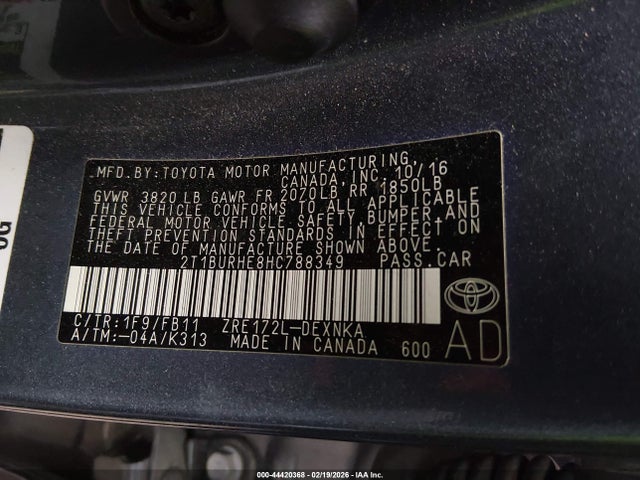 MFD. BY: TOYOTA MOTOR MANUFACTURING,
CANADA, INC. 10/16
GVWR 3820 LB GAWR FR 2070LB RR 1850LB
THIS VEHICLE CONFORMS TO ALL APPLICABLE
FEDERAL MOTOR VEHICLE SAFETY, BUMPER, AND
THEFT PREVENTION STANDARDS IN EFFECT ON
THE DATE OF MANUFACTURE SHOWN ABOVE.
2T1BURHE8HC788349 PASS.CAR
C/TR:1F9/FB11 ZRE172L-DEXNKA
A/TM:-04A/K313 MADE IN CANADA 600 AD
000-44420368 - 02/19/2026 - IAA Inc.